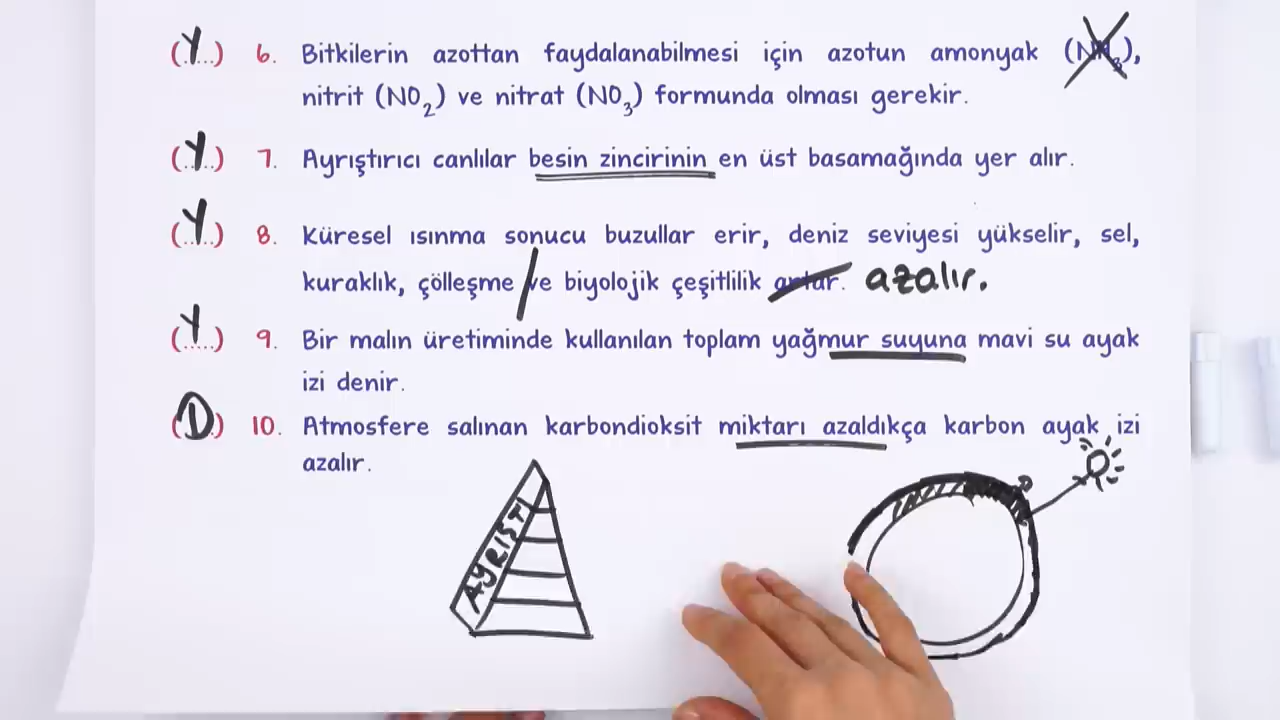 (Y) 6. Bitkilerin azottan faydalanabilmesi için azotun amonyak (NH3),
nitrit (NO2) ve nitrat (NO3) formunda olması gerekir.
(Y) 7. Ayrıştırıcı canlılar besin zincirinin en üst basamağında yer alır.
(Y) 8. Küresel ısınma sonucu buzullar erir, deniz seviyesi yükselir, sel,
kuraklık, çölleşme ve biyolojik çeşitlilik artar. azalır.
(Y) 9. Bir malın üretiminde kullanılan toplam yağmur suyuna mavi su ayak
izi denir.
(D) 10. Atmosfere salınan karbondioksit miktarı azaldıkça karbon ayak izi
azalır.
AYRIŞT